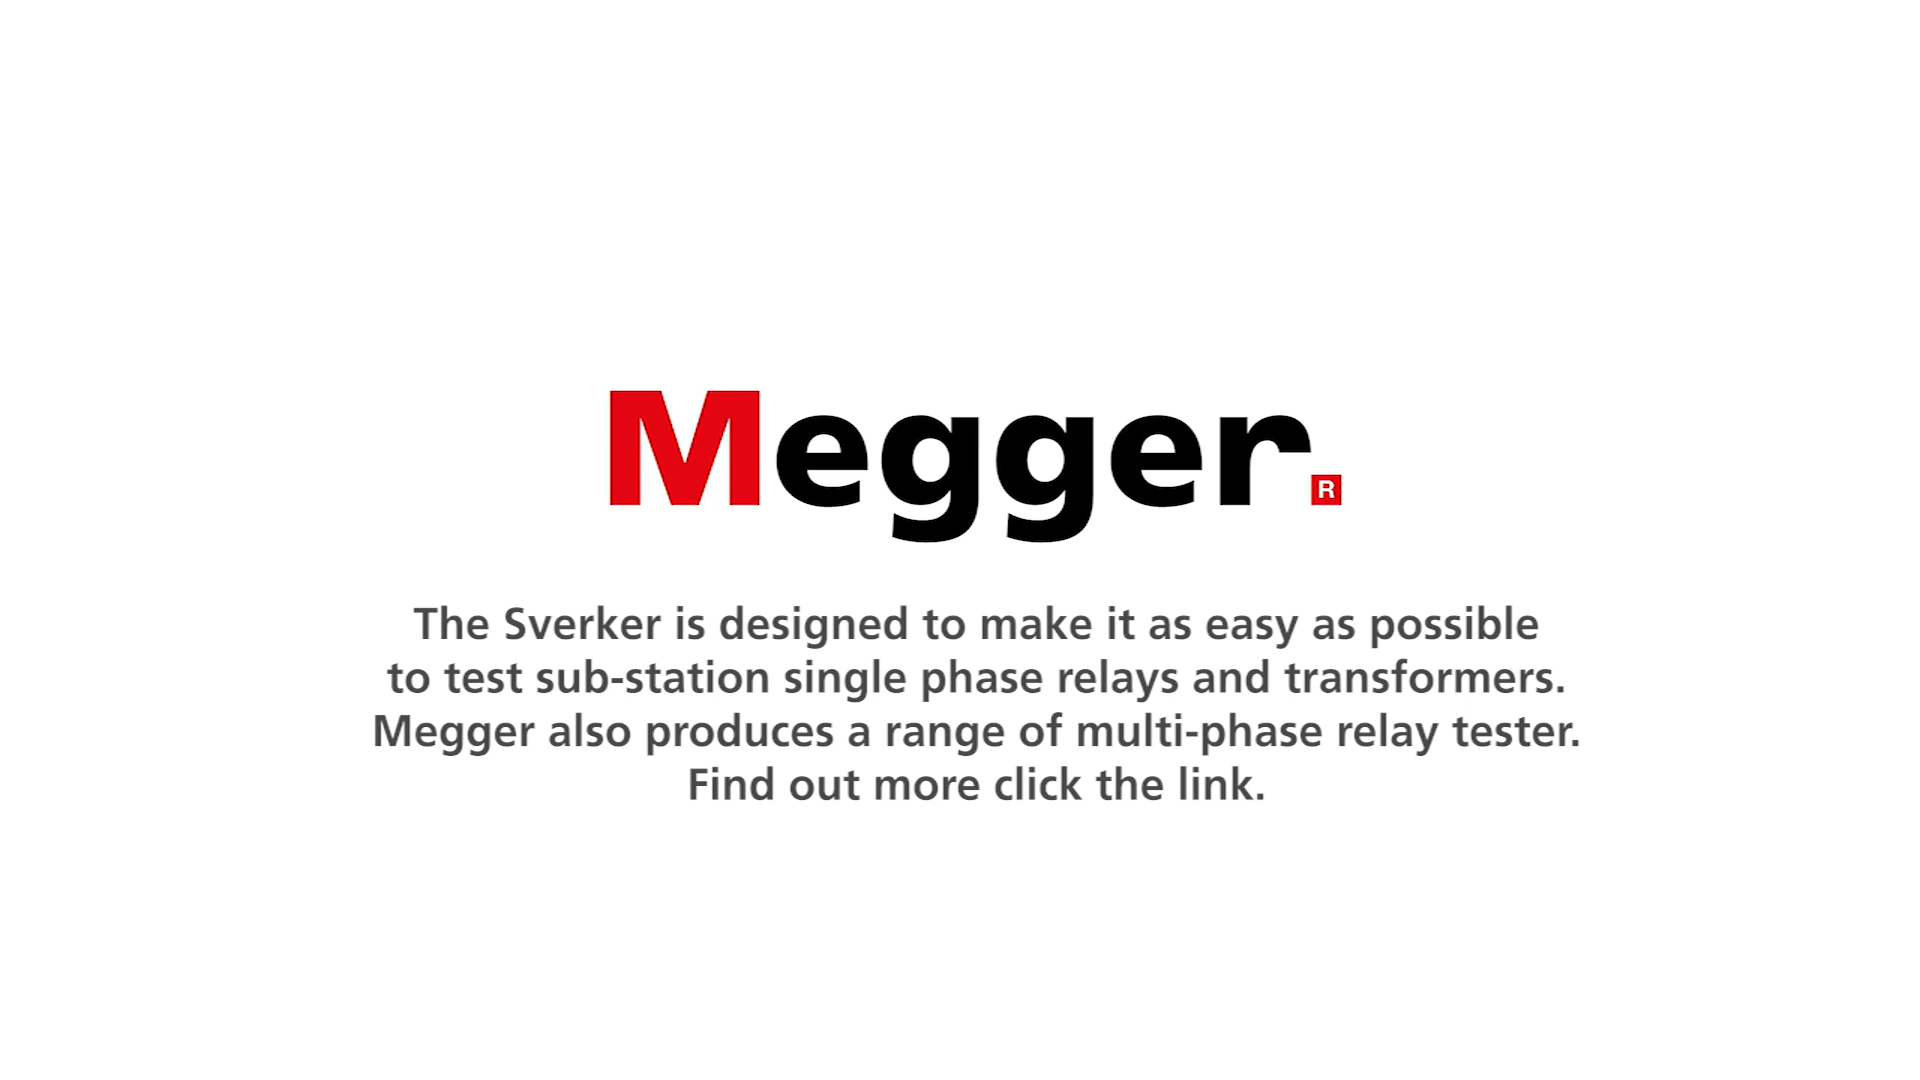 Megger R
The Sverker is designed to make it as easy as possible
to test sub-station single phase relays and transformers.
Megger also produces a range of multi-phase relay tester.
Find out more click the link.